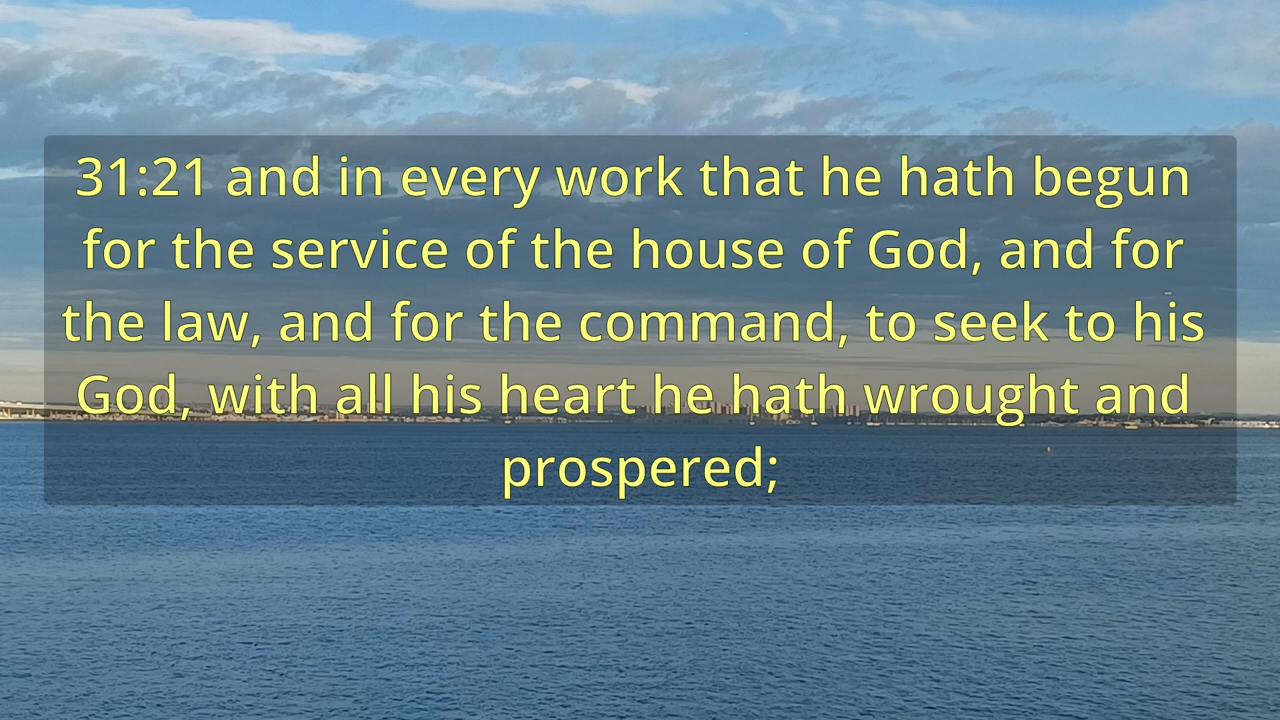 31:21 and in every work that he hath begun
for the service of the house of God, and for
the law, and for the command, to seek to his
God, with all his heart he hath wrought and
prospered;